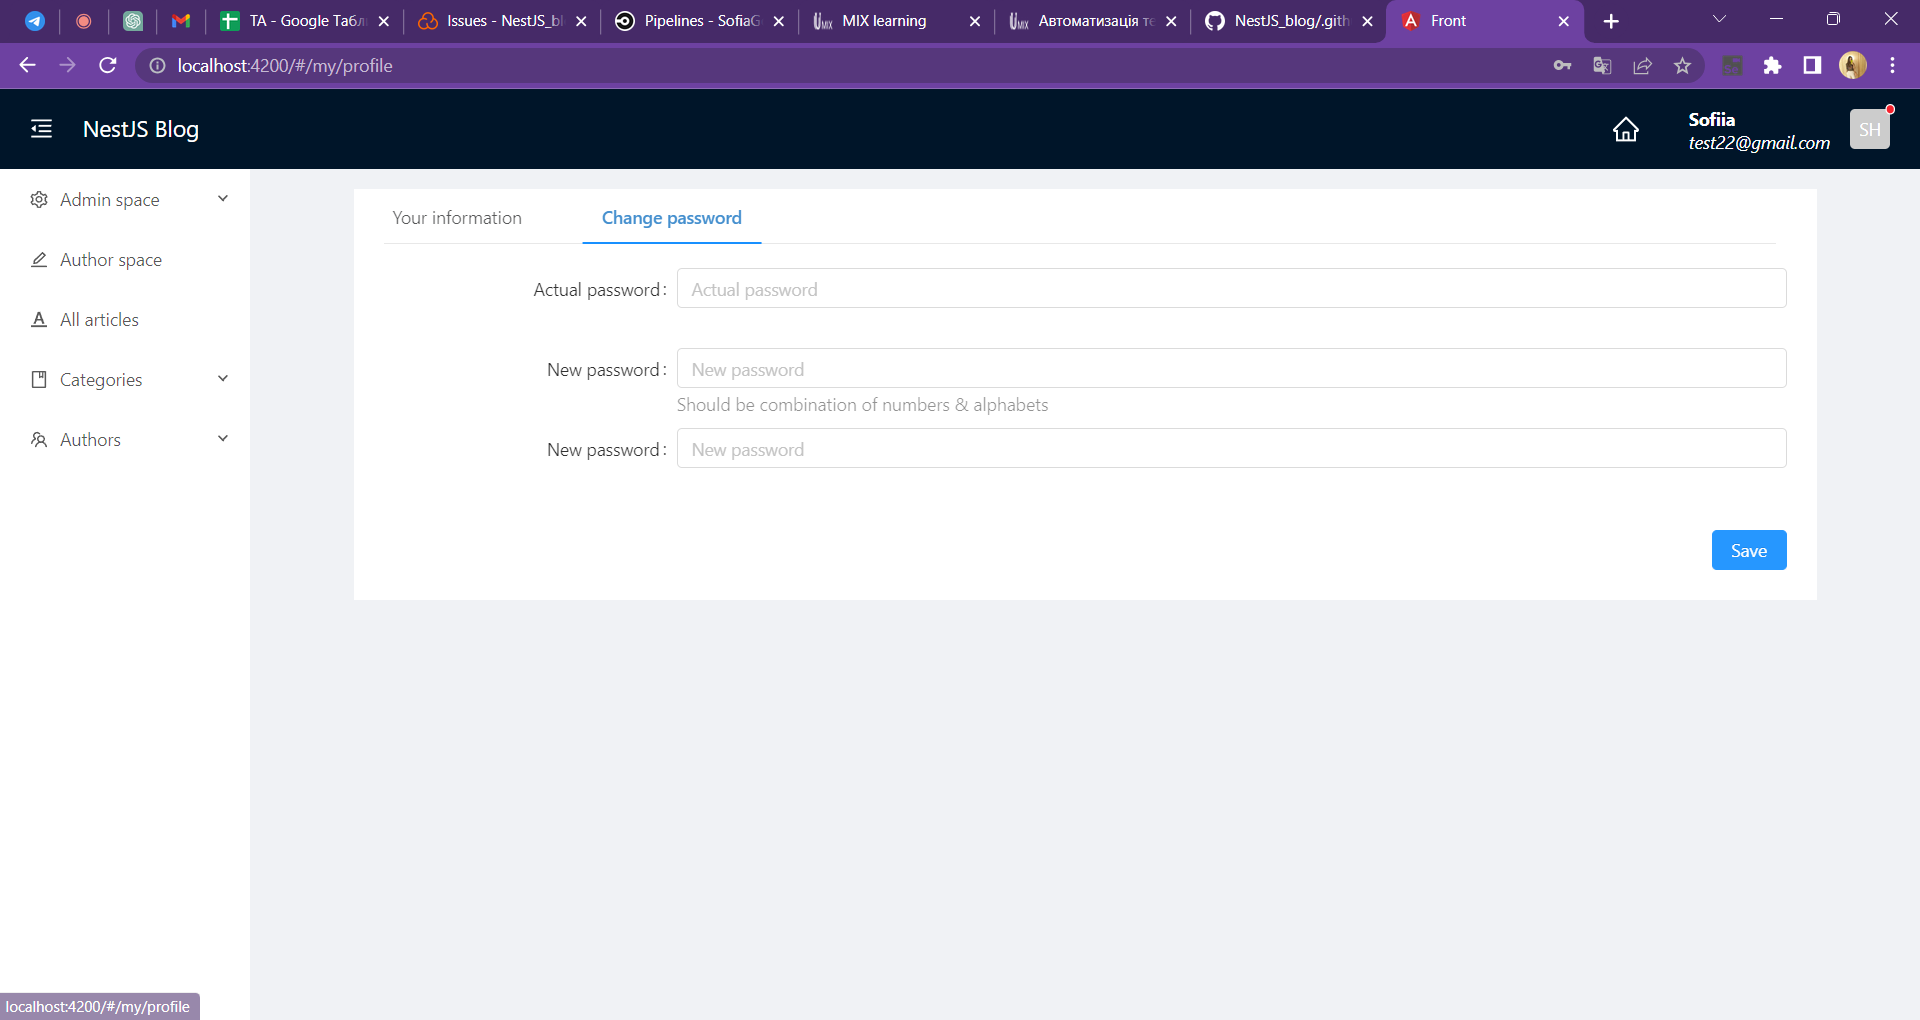 TA - Google Табл
Issues - NestJS_bl
Pipelines - SofiaG
MIX learning
Автоматизація те
NestJS_blog/.gith
Front
localhost:4200/#/my/profile
NestJS Blog
Sofiia
test22@gmail.com
SH
Admin space
Author space
All articles
Categories
Authors
Your information
Change password
Actual password:
Actual password
New password:
New password
Should be combination of numbers & alphabets
New password:
New password
Save
localhost:4200/#/my/profile